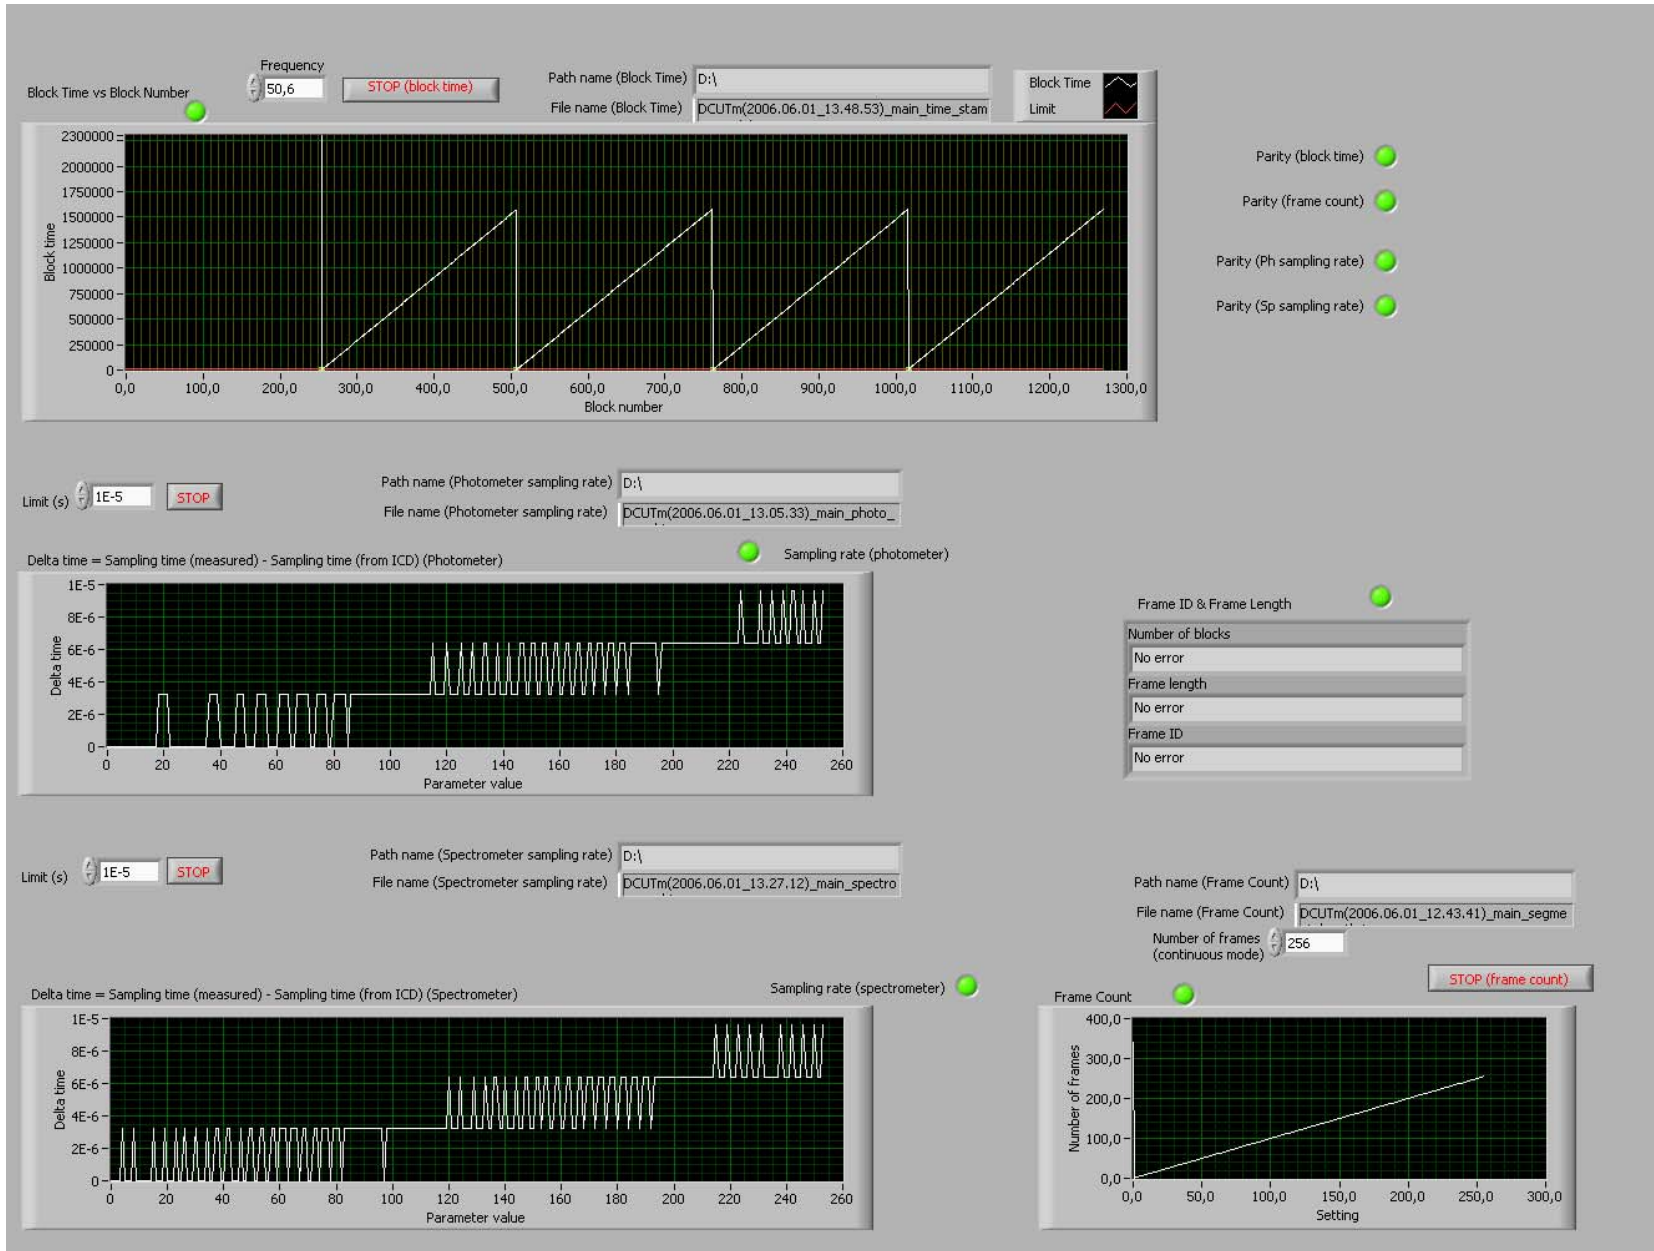 Frequency
50,6
STOP (block time)
Path name (Block Time) D:\
File name (Block Time) DCUTm(2006.06.01_13.48.53)_main_time_stam
Block Time
Limit
Block Time vs Block Number
2300000
2000000
1750000
1500000
1250000
1000000
750000
500000
250000
0
Block time
0,0 100,0 200,0 300,0 400,0 500,0 600,0 700,0 800,0 900,0 1000,0 1100,0 1200,0 1300,0
Block number
Parity (block time)
Parity (frame count)
Parity (Ph sampling rate)
Parity (Sp sampling rate)
Limit (s) 1E-5 STOP
Path name (Photometer sampling rate) D:\
File name (Photometer sampling rate) DCUTm(2006.06.01_13.05.33)_main_photo_
Delta time = Sampling time (measured) - Sampling time (from ICD) (Photometer)
Sampling rate (photometer)
1E-5
8E-6
6E-6
4E-6
2E-6
0
Delta time
0 20 40 60 80 100 120 140 160 180 200 220 240 260
Parameter value
Frame ID & Frame Length
Number of blocks
No error
Frame length
No error
Frame ID
No error
Limit (s) 1E-5 STOP
Path name (Spectrometer sampling rate) D:\
File name (Spectrometer sampling rate) DCUTm(2006.06.01_13.27.12)_main_spectro
Delta time = Sampling time (measured) - Sampling time (from ICD) (Spectrometer)
Sampling rate (spectrometer)
1E-5
8E-6
6E-6
4E-6
2E-6
0
Delta time
0 20 40 60 80 100 120 140 160 180 200 220 240 260
Parameter value
Path name (Frame Count) D:\
File name (Frame Count) DCUTm(2006.06.01_12.43.41)_main_segme
Number of frames
(continuous mode) 256
STOP (frame count)
Frame Count
400,0
300,0
200,0
100,0
0,0
Number of frames
0,0 50,0 100,0 150,0 200,0 250,0 300,0
Setting